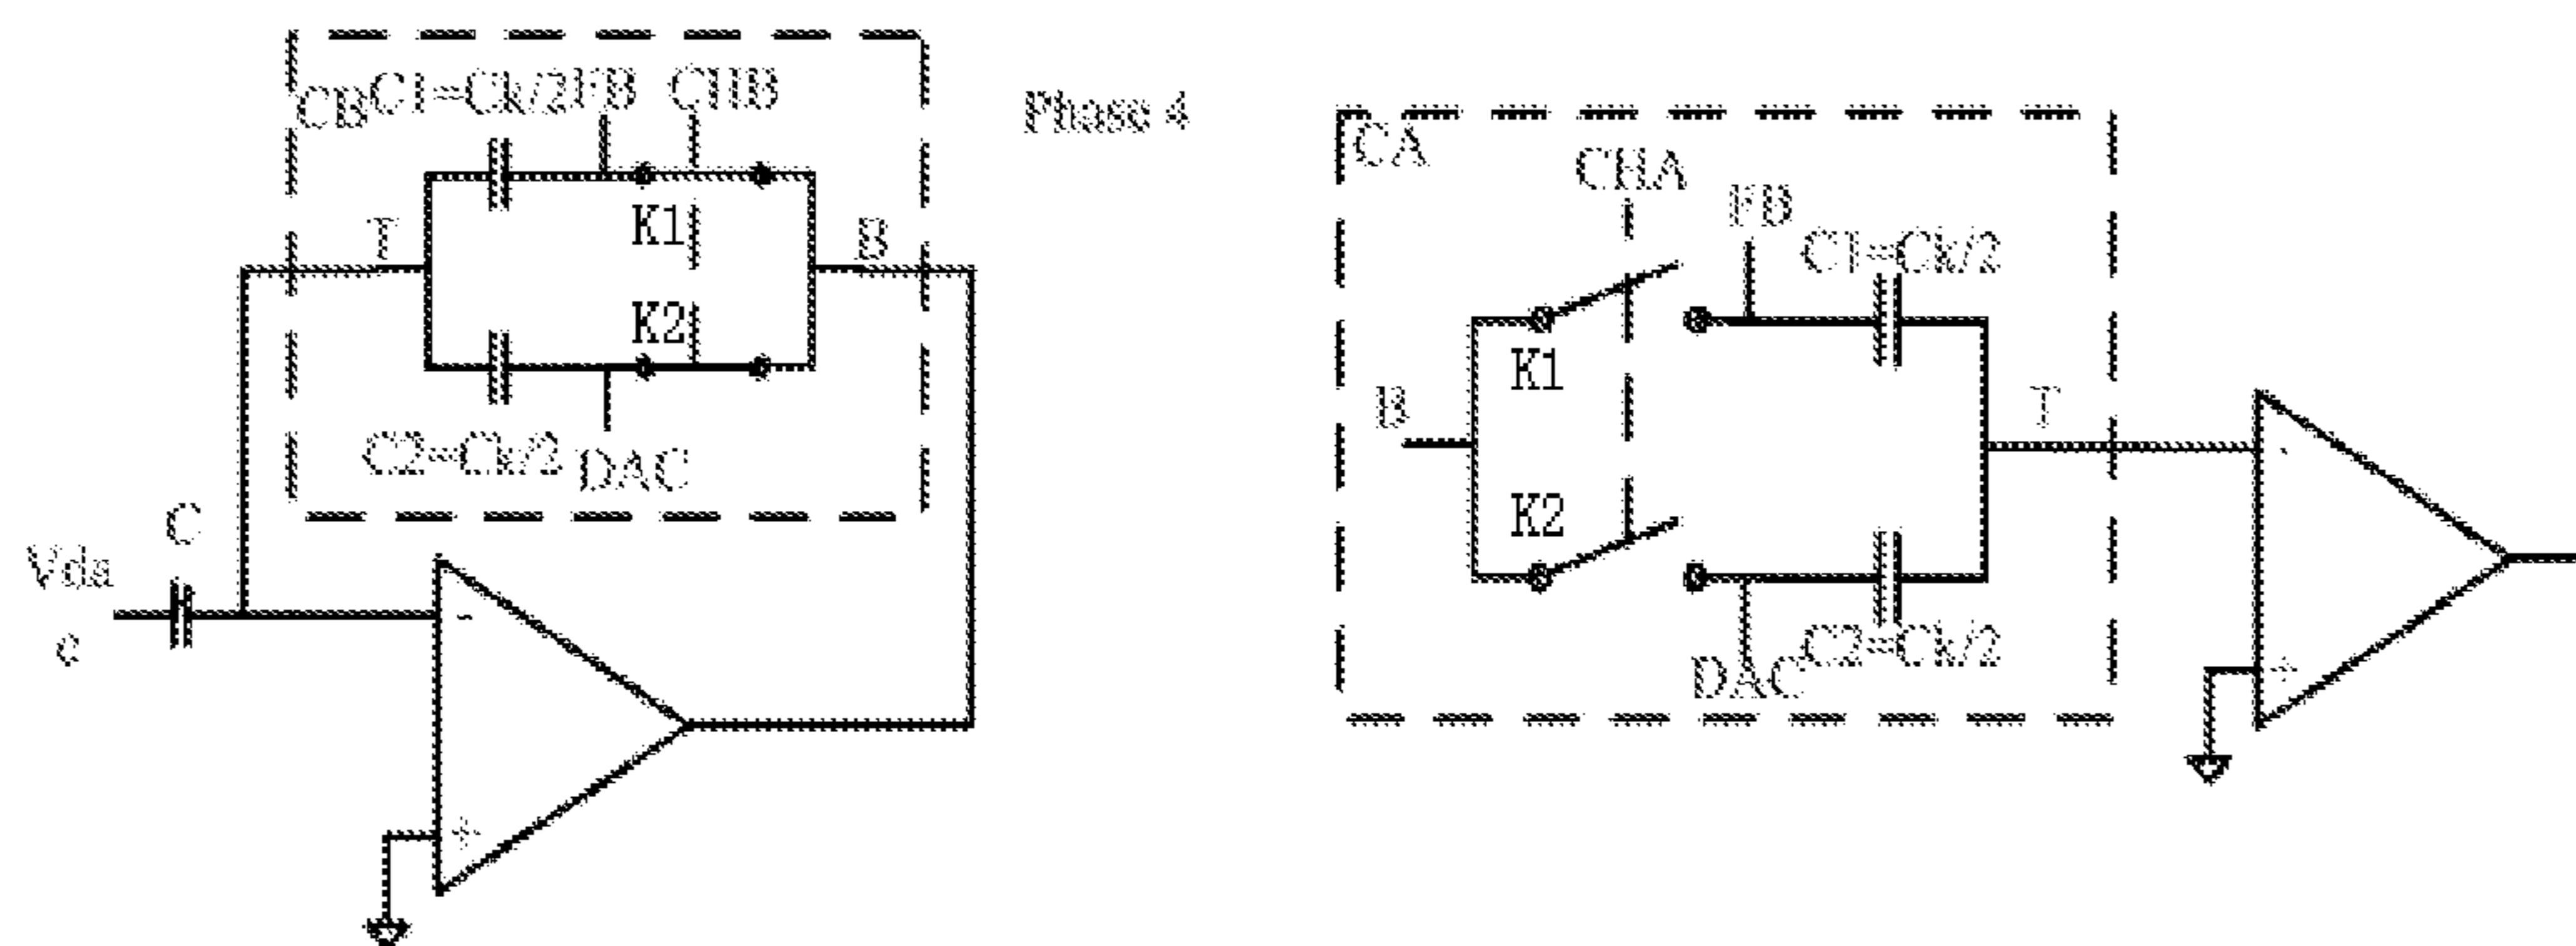 CB C1=Ck/2 FB CHB
K1
T B
K2
C2=Ck/2 DAC
C
Vda
c
-
+
Phase 4
CA
CHA
FB
C1=Ck/2
K1
B
T
K2
DAC C2=Ck/2
-
+